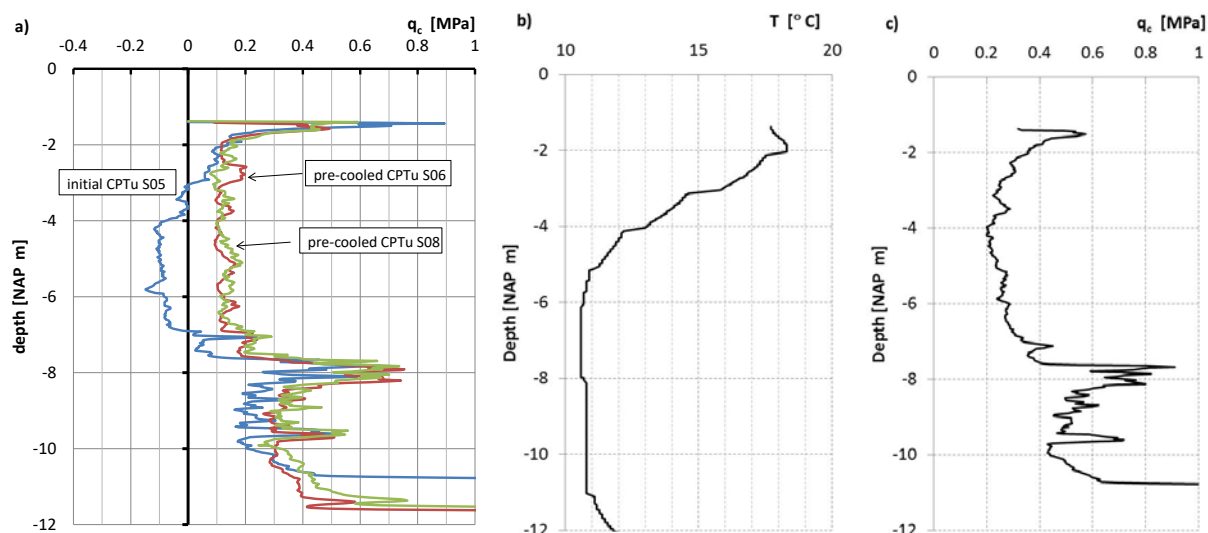 a) q_c [MPa]
-0.4 -0.2 0 0.2 0.4 0.6 0.8 1
0
-2
-4
-6
-8
-10
-12
depth [NAP m]
initial CPTu S05
pre-cooled CPTu S06
pre-cooled CPTu S08
b) T [° C]
10 15 20
0
-2
-4
-6
-8
-10
-12
Depth [NAP m]
c) q_c [MPa]
0 0.2 0.4 0.6 0.8 1
0
-2
-4
-6
-8
-10
-12
Depth [NAP m]